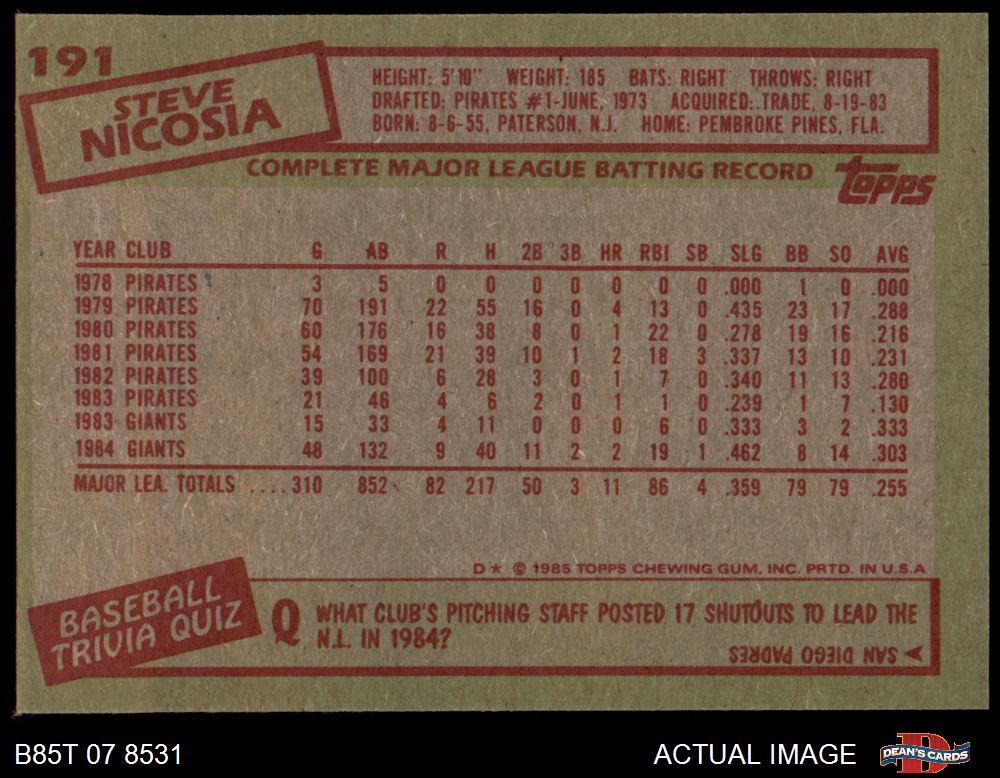 191
STEVE
NICOSIA
HEIGHT: 5'10" WEIGHT: 185 BATS: RIGHT THROWS: RIGHT
DRAFTED: PIRATES #1-JUNE, 1973 ACQUIRED: TRADE, 8-19-83
BORN: 8-6-55, PATERSON, N.J. HOME: PEMBROKE PINES, FLA.
COMPLETE MAJOR LEAGUE BATTING RECORD
topps
YEAR CLUB G AB R H 2B 3B HR RBI SB SLG BB SO AVG
1978 PIRATES 3 5 0 0 0 0 0 0 0 .000 1 0 .000
1979 PIRATES 70 191 22 55 16 0 4 13 0 .435 23 17 .288
1980 PIRATES 60 176 16 38 8 0 1 22 0 .278 19 16 .216
1981 PIRATES 54 169 21 39 10 1 2 18 3 .337 13 10 .231
1982 PIRATES 39 100 6 28 3 0 1 7 0 .340 11 13 .280
1983 PIRATES 21 46 4 6 2 0 1 1 0 .239 1 7 .130
1983 GIANTS 15 33 4 11 0 0 0 6 0 .333 3 2 .333
1984 GIANTS 48 132 9 40 11 2 2 19 1 .462 8 14 .303
MAJOR LEA. TOTALS ....310 852 82 217 50 3 11 86 4 .359 79 79 .255
D★ © 1985 TOPPS CHEWING GUM, INC. PRTD. IN U.S.A
BASEBALL
TRIVIA QUIZ
Q WHAT CLUB'S PITCHING STAFF POSTED 17 SHUTOUTS TO LEAD THE
N.L. IN 1984?
SAN DIEGO PADRES
B85T 07 8531
ACTUAL IMAGE
DEAN'S CARDS